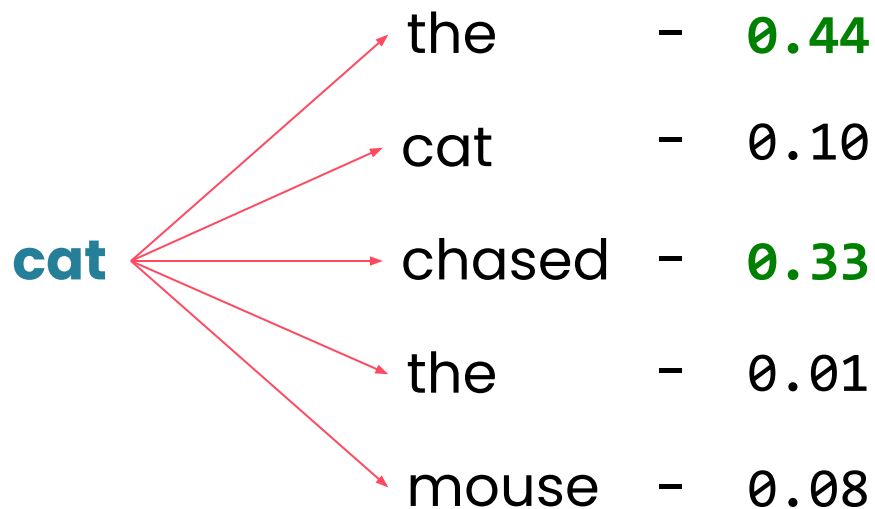 the - 0.44
cat - 0.10
cat chased - 0.33
the - 0.01
mouse - 0.08